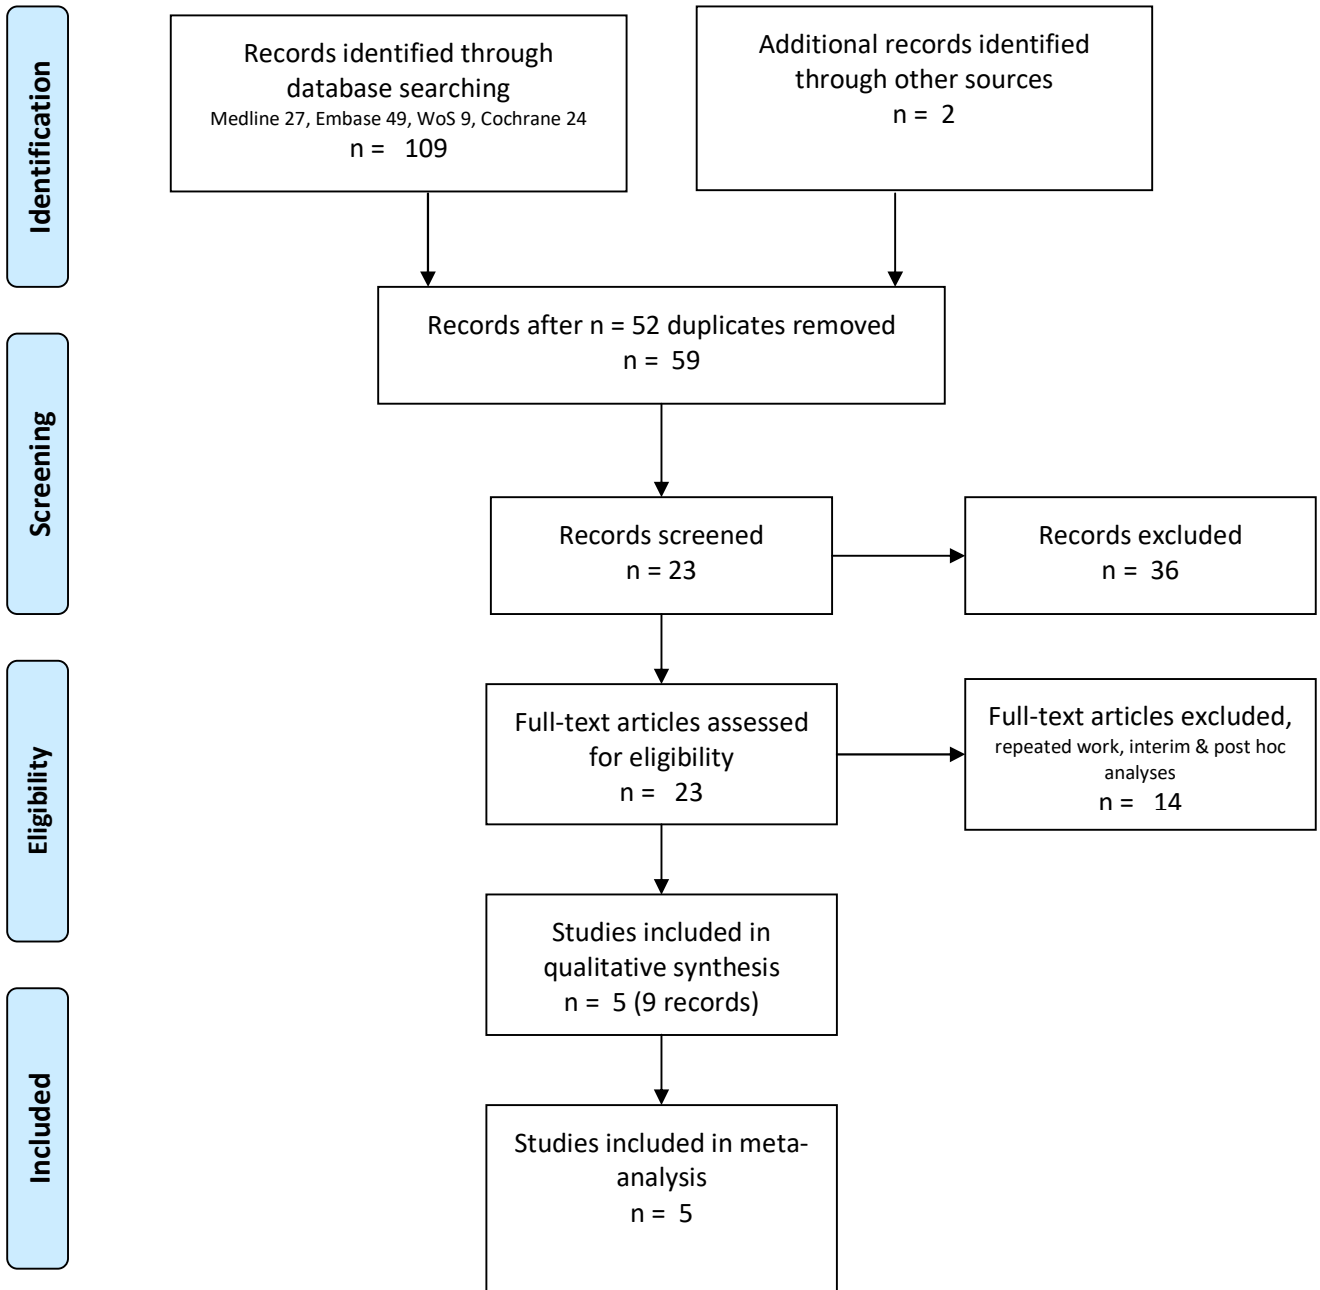 Identification
Records identified through
database searching
Medline 27, Embase 49, WoS 9, Cochrane 24
n = 109
Additional records identified
through other sources
n = 2
Records after n = 52 duplicates removed
n = 59
Screening
Records screened
n = 23
Records excluded
n = 36
Eligibility
Full-text articles assessed
for eligibility
n = 23
Full-text articles excluded,
repeated work, interim & post hoc
analyses
n = 14
Studies included in
qualitative synthesis
n = 5 (9 records)
Included
Studies included in meta-
analysis
n = 5